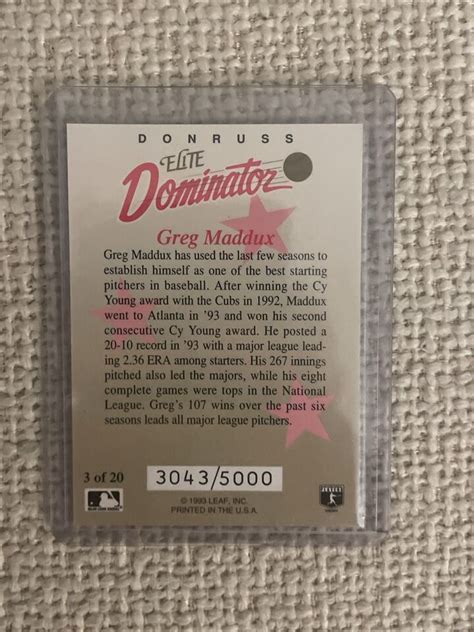 DONRUSS
ELITE
Dominator
Greg Maddux
Greg Maddux has used the last few seasons to
establish himself as one of the best starting
pitchers in baseball. After winning the Cy
Young award with the Cubs in 1992, Maddux
went to Atlanta in '93 and won his second
consecutive Cy Young award. He posted a
20-10 record in '93 with a major league lead-
ing 2.36 ERA among starters. His 267 innings
pitched also led the majors, while his eight
complete games were tops in the National
League. Greg's 107 wins over the past six
seasons leads all major league pitchers.
3 of 20
3043/5000
© 1993 LEAF, INC.
PRINTED IN THE U.S.A.